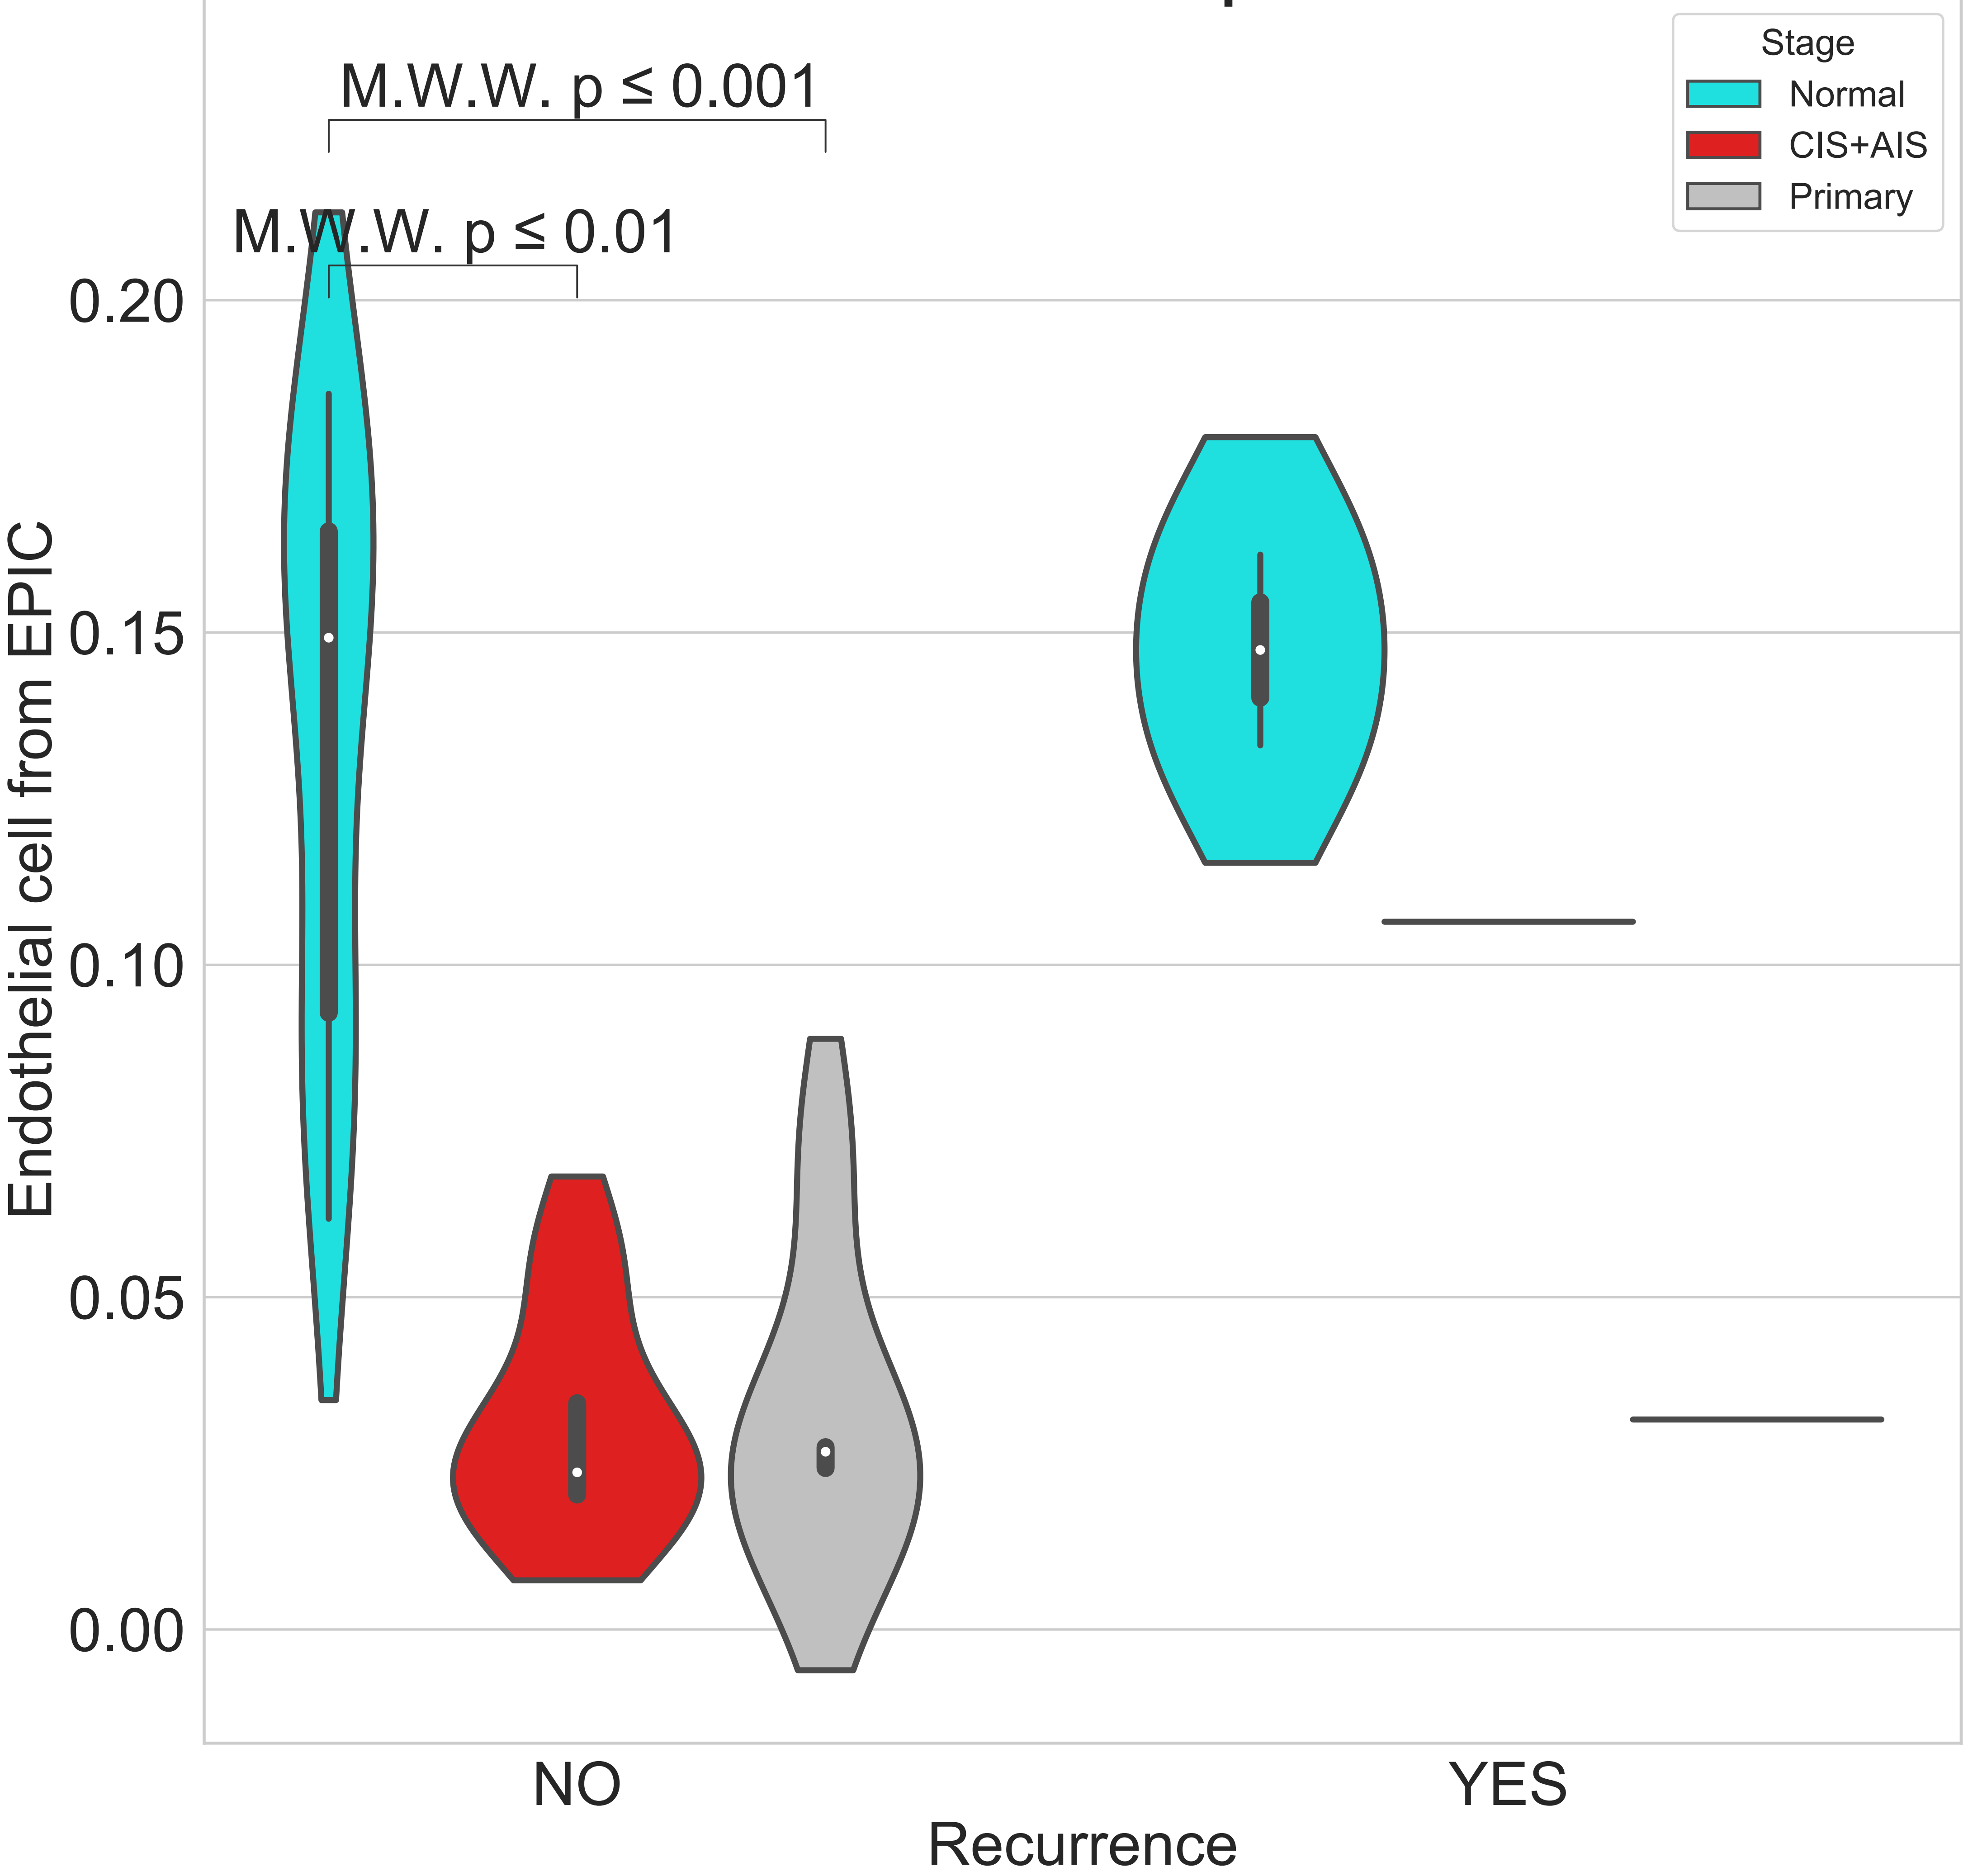 Stage
Normal
CIS+AIS
Primary
M.W.W. p ≤ 0.001
M.W.W. p ≤ 0.01
Endothelial cell from EPIC
0.20
0.15
0.10
0.05
0.00
NO
YES
Recurrence